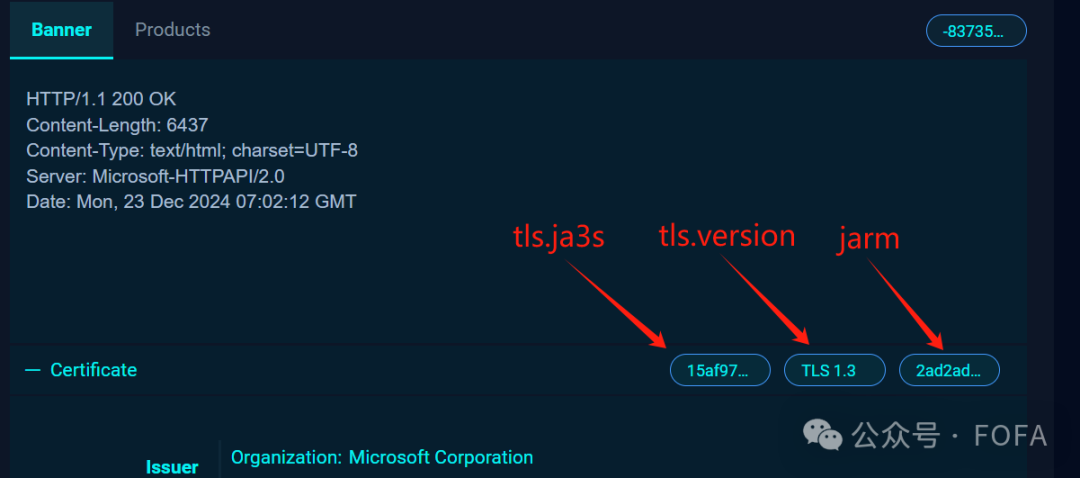 Banner Products -83735...
HTTP/1.1 200 OK
Content-Length: 6437
Content-Type: text/html; charset=UTF-8
Server: Microsoft-HTTPAPI/2.0
Date: Mon, 23 Dec 2024 07:02:12 GMT
tls.ja3s tls.version jarm
— Certificate 15af97... TLS 1.3 2ad2ad...
公众号 · FOFA
Issuer Organization: Microsoft Corporation